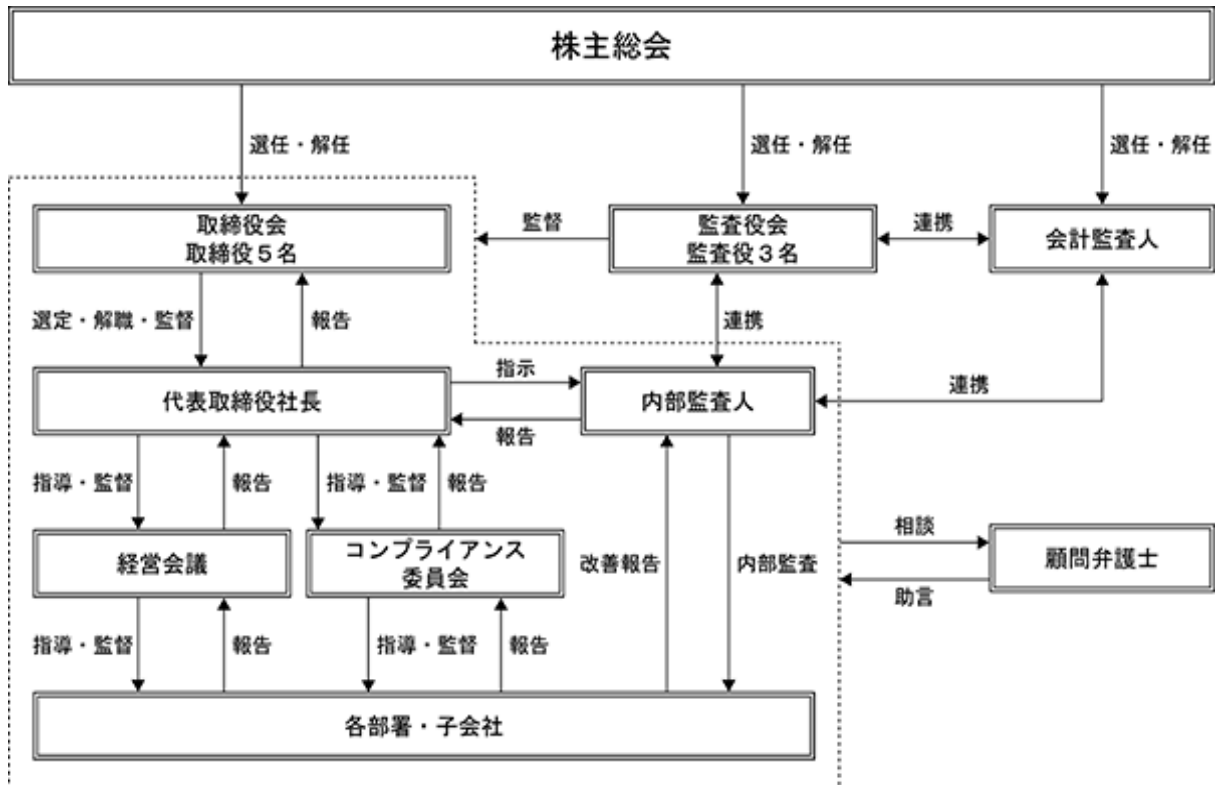 株主総会
選任・解任
選任・解任
選任・解任
取締役会
取締役５名
監督
監査役会
監査役３名
連携
会計監査人
選定・解職・監督
報告
連携
代表取締役社長
指示
報告
内部監査人
連携
指導・監督
報告
指導・監督
報告
経営会議
コンプライアンス
委員会
改善報告
内部監査
相談
助言
顧問弁護士
指導・監督
報告
指導・監督
報告
各部署・子会社